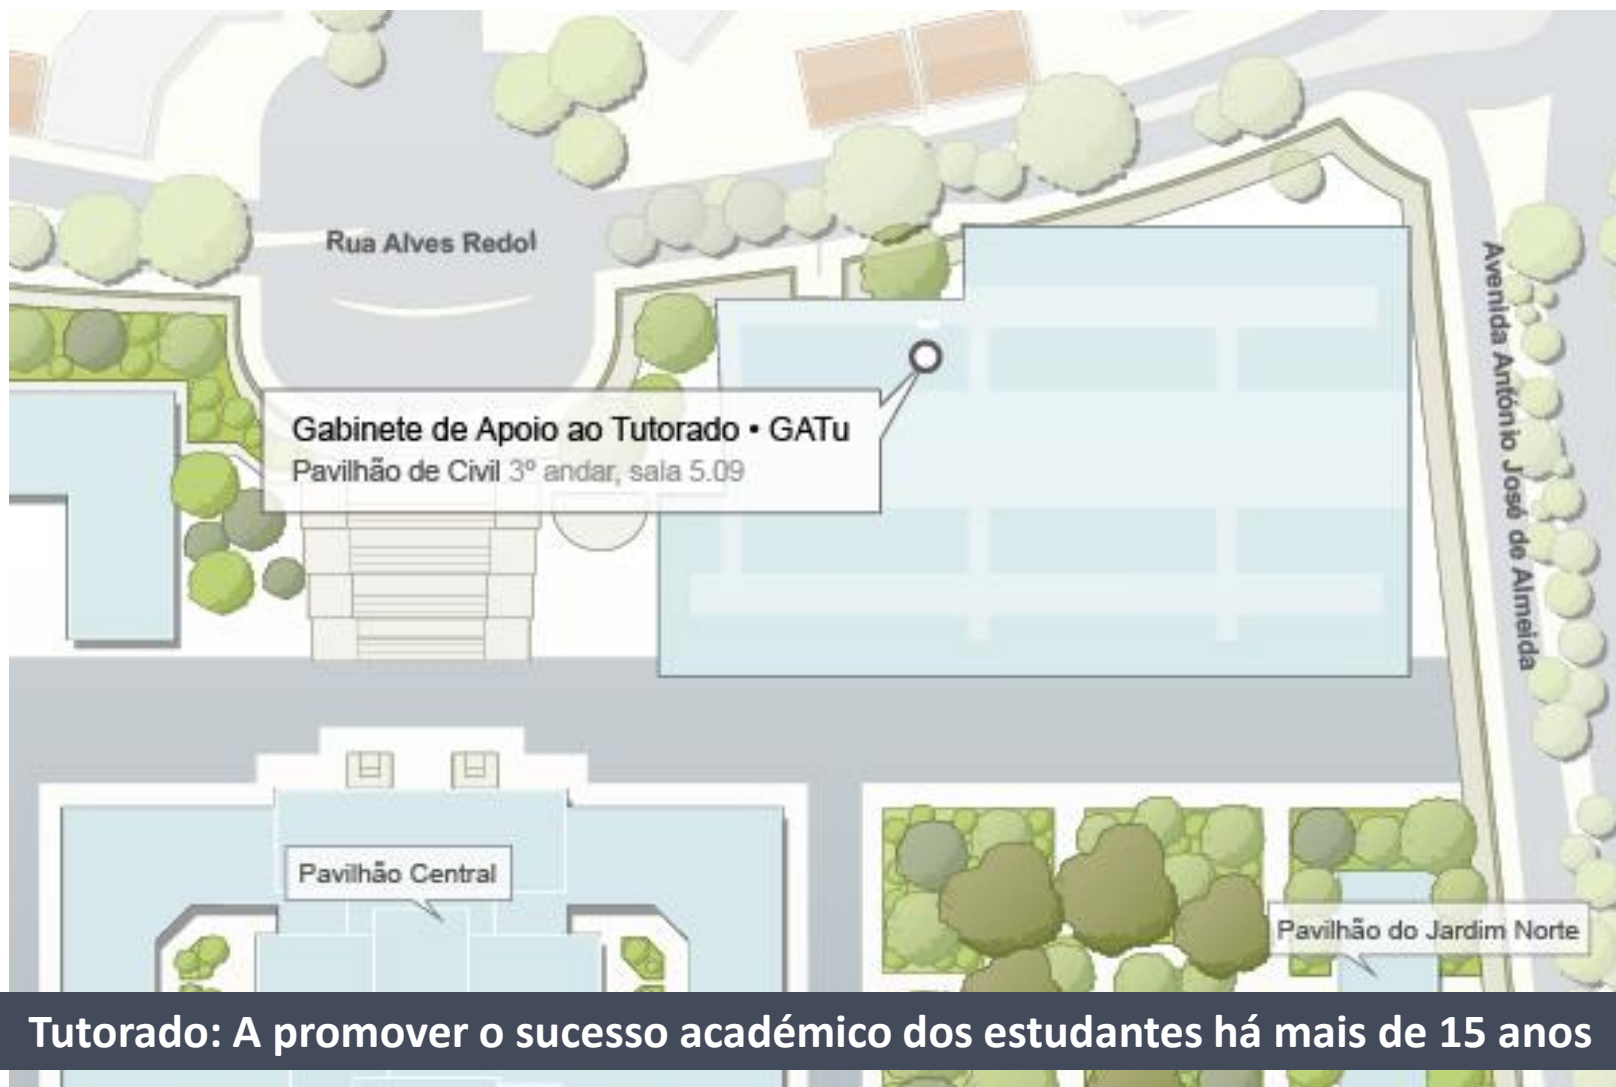 Rua Alves Redol
Avenida António José de Almeida
Gabinete de Apoio ao Tutorado • GATu
Pavilhão de Civil 3º andar, sala 5.09
Pavilhão Central
Pavilhão do Jardim Norte
Tutorado: A promover o sucesso académico dos estudantes há mais de 15 anos